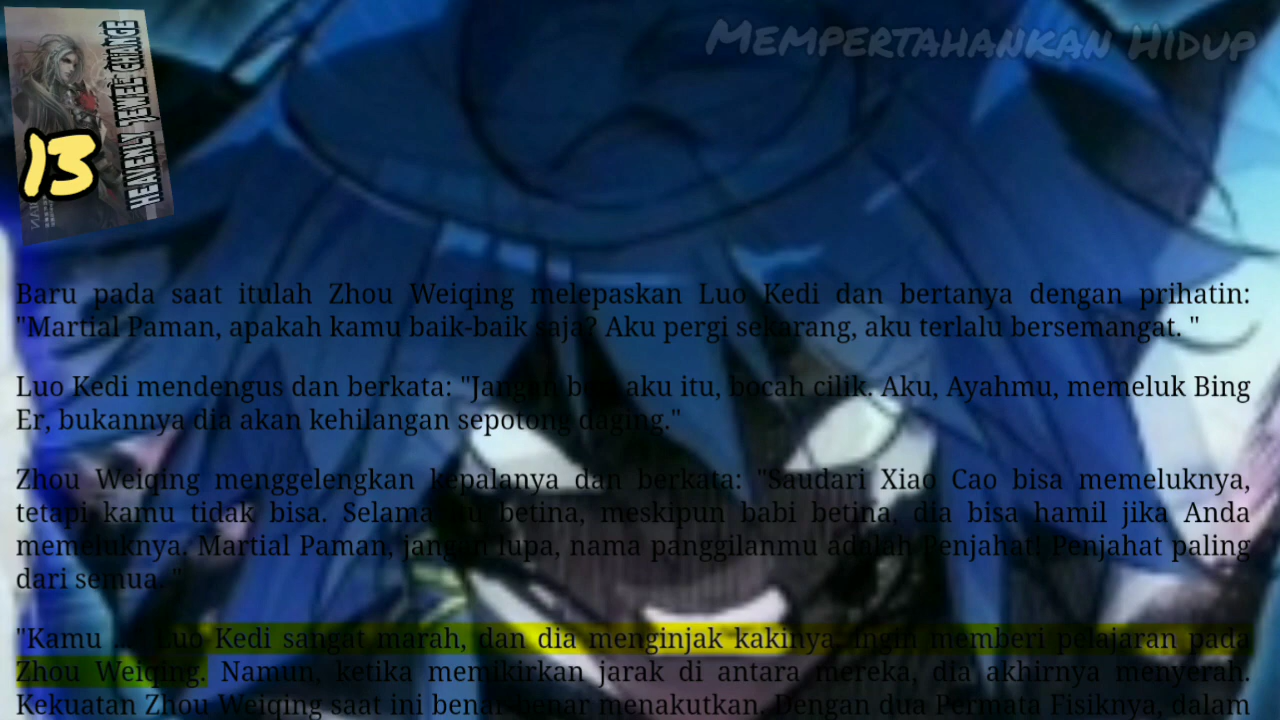 Mempertahankan Hidup
HEAVENLY JEWEL CHANGE
13
Baru pada saat itulah Zhou Weiqing melepaskan Luo Kedi dan bertanya dengan prihatin:
"Martial Paman, apakah kamu baik-baik saja? Aku pergi sekarang, aku terlalu bersemangat. "
Luo Kedi mendengus dan berkata: "Jangan beri aku itu, bocah cilik. Aku, Ayahmu, memeluk Bing
Er, bukannya dia akan kehilangan sepotong daging."
Zhou Weiqing menggelengkan kepalanya dan berkata: "Saudari Xiao Cao bisa memeluknya,
tetapi kamu tidak bisa. Selama itu betina, meskipun babi betina, dia bisa hamil jika Anda
memeluknya. Martial Paman, jangan lupa, nama panggilanmu adalah Penjahat! Penjahat paling
dari semua. "
"Kamu ... " Luo Kedi sangat marah, dan dia menginjak kakinya, ingin memberi pelajaran pada
Zhou Weiqing. Namun, ketika memikirkan jarak di antara mereka, dia akhirnya menyerah.
Kekuatan Zhou Weiqing saat ini benar-benar menakutkan. Dengan dua Permata Fisiknya, dalam